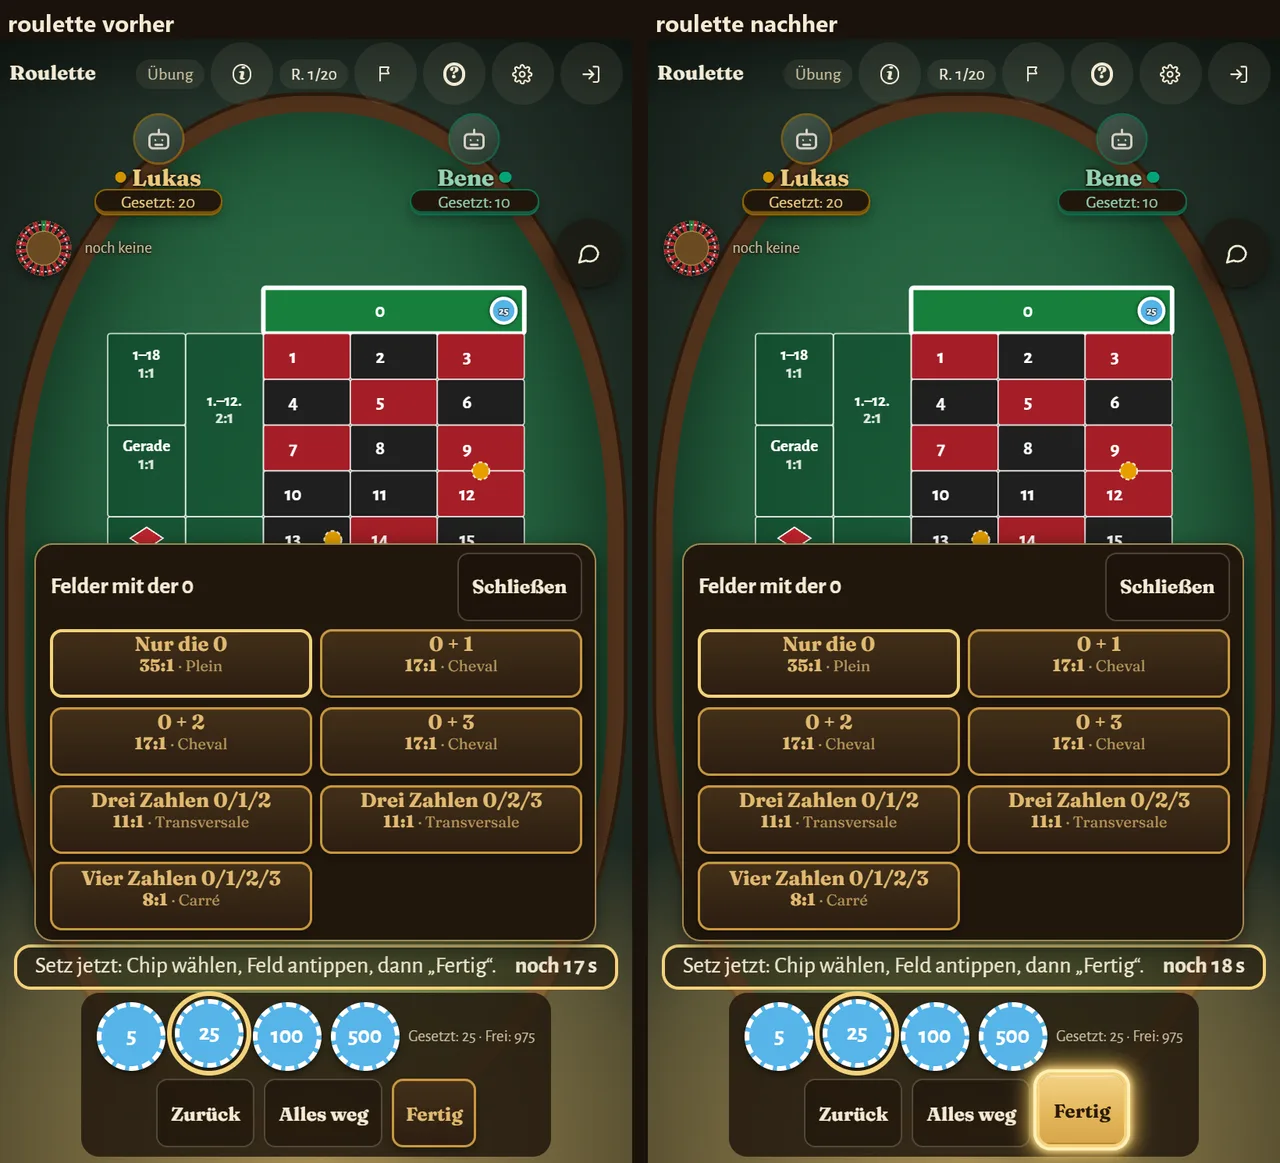 roulette vorher
Roulette
Übung
R. 1/20
Lukas
Gesetzt: 20
Bene
Gesetzt: 10
noch keine
0
25
1–18
1:1
1.–12.
2:1
Gerade
1:1
1 2 3
4 5 6
7 8 9
10 11 12
13 14 15
Felder mit der 0
Schließen
Nur die 0
35:1 · Plein
0 + 1
17:1 · Cheval
0 + 2
17:1 · Cheval
0 + 3
17:1 · Cheval
Drei Zahlen 0/1/2
11:1 · Transversale
Drei Zahlen 0/2/3
11:1 · Transversale
Vier Zahlen 0/1/2/3
8:1 · Carré
Setz jetzt: Chip wählen, Feld antippen, dann „Fertig“. noch 17 s
5 25 100 500 Gesetzt: 25 · Frei: 975
Zurück
Alles weg
Fertig
roulette nachher
Roulette
Übung
R. 1/20
Lukas
Gesetzt: 20
Bene
Gesetzt: 10
noch keine
0
25
1–18
1:1
1.–12.
2:1
Gerade
1:1
1 2 3
4 5 6
7 8 9
10 11 12
13 14 15
Felder mit der 0
Schließen
Nur die 0
35:1 · Plein
0 + 1
17:1 · Cheval
0 + 2
17:1 · Cheval
0 + 3
17:1 · Cheval
Drei Zahlen 0/1/2
11:1 · Transversale
Drei Zahlen 0/2/3
11:1 · Transversale
Vier Zahlen 0/1/2/3
8:1 · Carré
Setz jetzt: Chip wählen, Feld antippen, dann „Fertig“. noch 18 s
5 25 100 500 Gesetzt: 25 · Frei: 975
Zurück
Alles weg
Fertig